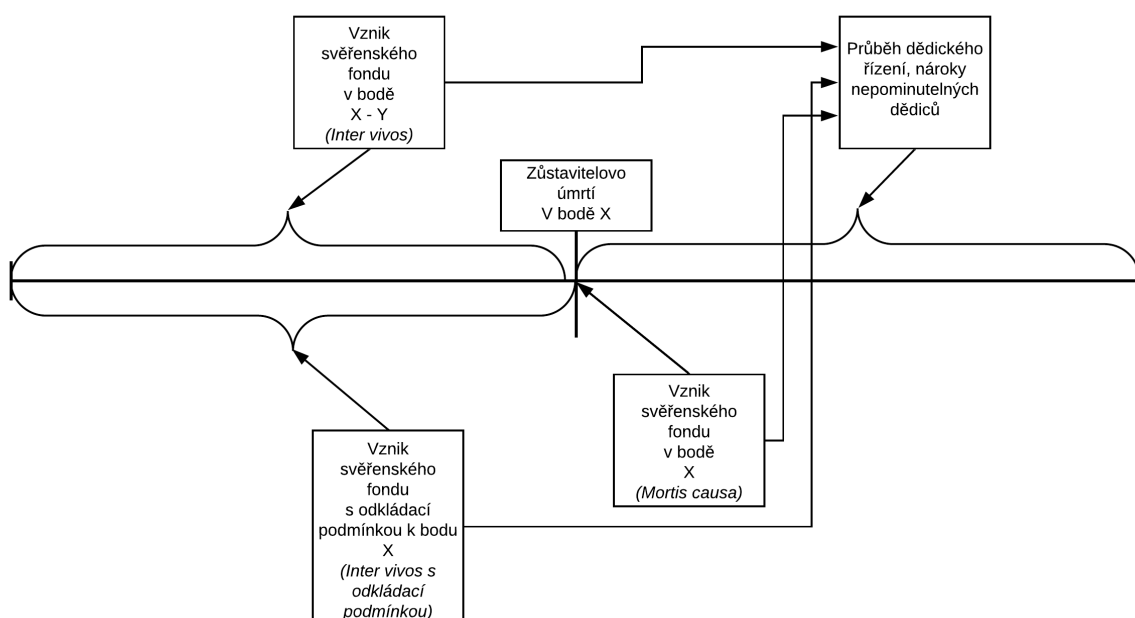 Vznik
svěřenského
fondu
v bodě
X - Y
(Inter vivos)
Průběh dědického
řízení, nároky
nepominutelných
dědiců
Zůstavitelovo
úmrtí
V bodě X
Vznik
svěřenského
fondu
v bodě
X
(Mortis causa)
Vznik
svěřenského
fondu
s odkládací
podmínkou k bodu
X
(Inter vivos s
odkládací
podmínkou)